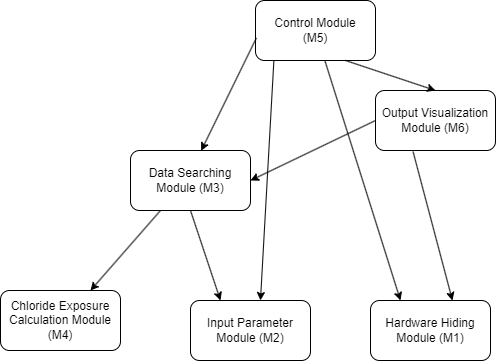 Control Module
(M5)
Output Visualization
Module (M6)
Data Searching
Module (M3)
Chloride Exposure
Calculation Module
(M4)
Input Parameter
Module (M2)
Hardware Hiding
Module (M1)